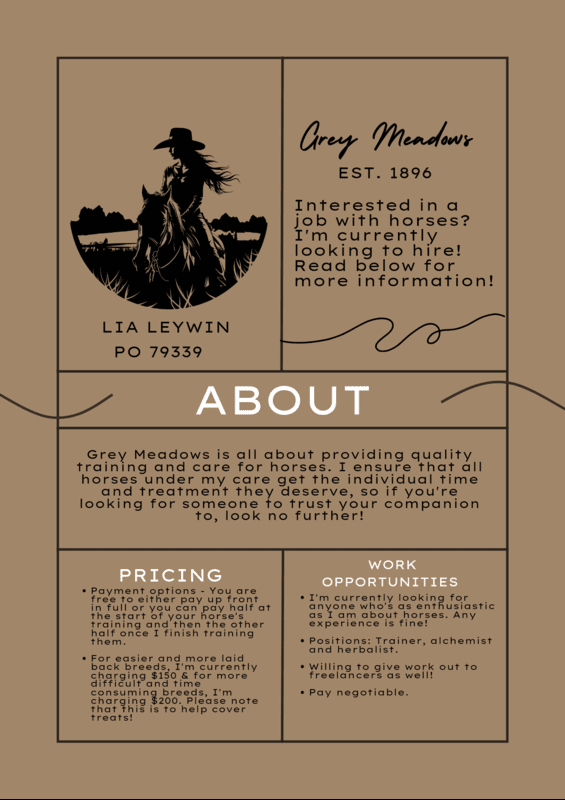 LIA LEYWIN
PO 79339
Grey Meadows
EST. 1896
Interested in a
job with horses?
I'm currently
looking to hire!
Read below for
more information!
ABOUT
Grey Meadows is all about providing quality
training and care for horses. I ensure that all
horses under my care get the individual time
and treatment they deserve, so if you're
looking for someone to trust your companion
to, look no further!
PRICING
• Payment options - You are
free to either pay up front
in full or you can pay half at
the start of your horse's
training and then the other
half once I finish training
them.
• For easier and more laid
back breeds, I'm currently
charging $150 & for more
difficult and time
consuming breeds, I'm
charging $200. Please note
that this is to help cover
treats!
WORK
OPPORTUNITIES
• I'm currently looking for
anyone who's as enthusiastic
as I am about horses. Any
experience is fine!
• Positions: Trainer, alchemist
and herbalist.
• Willing to give work out to
freelancers as well!
• Pay negotiable.